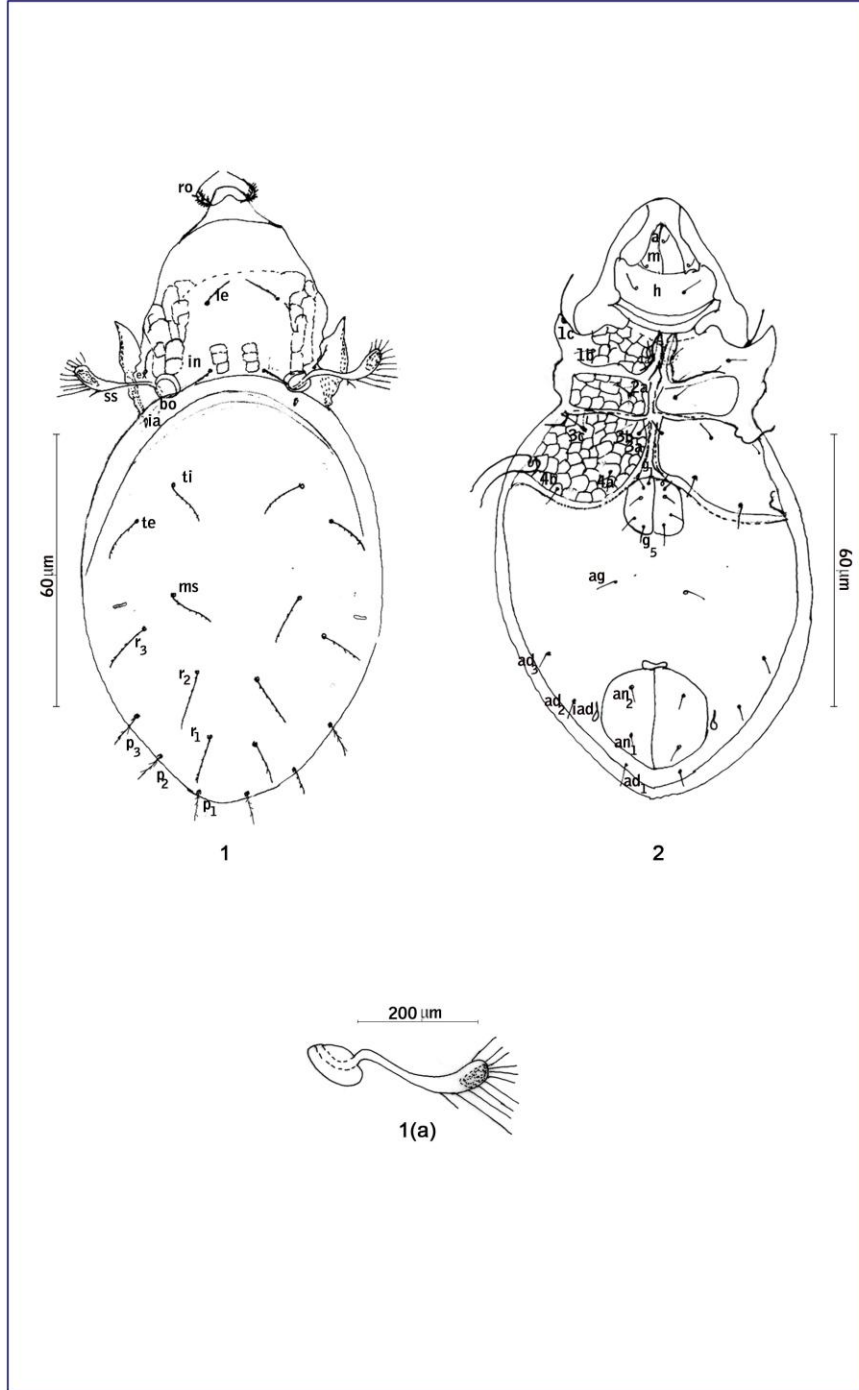 ro
le
in
ex
ss
bo
ia
60 µm
ti
te
ms
r3
r2
r1
p3
p2
p1
1
a
m
h
1c
1b
2a
3c
3b
3a
4b
4a
g
g5
ag
ad3
ad2
iad
an2
an1
ad1
60 µm
2
200 µm
1(a)